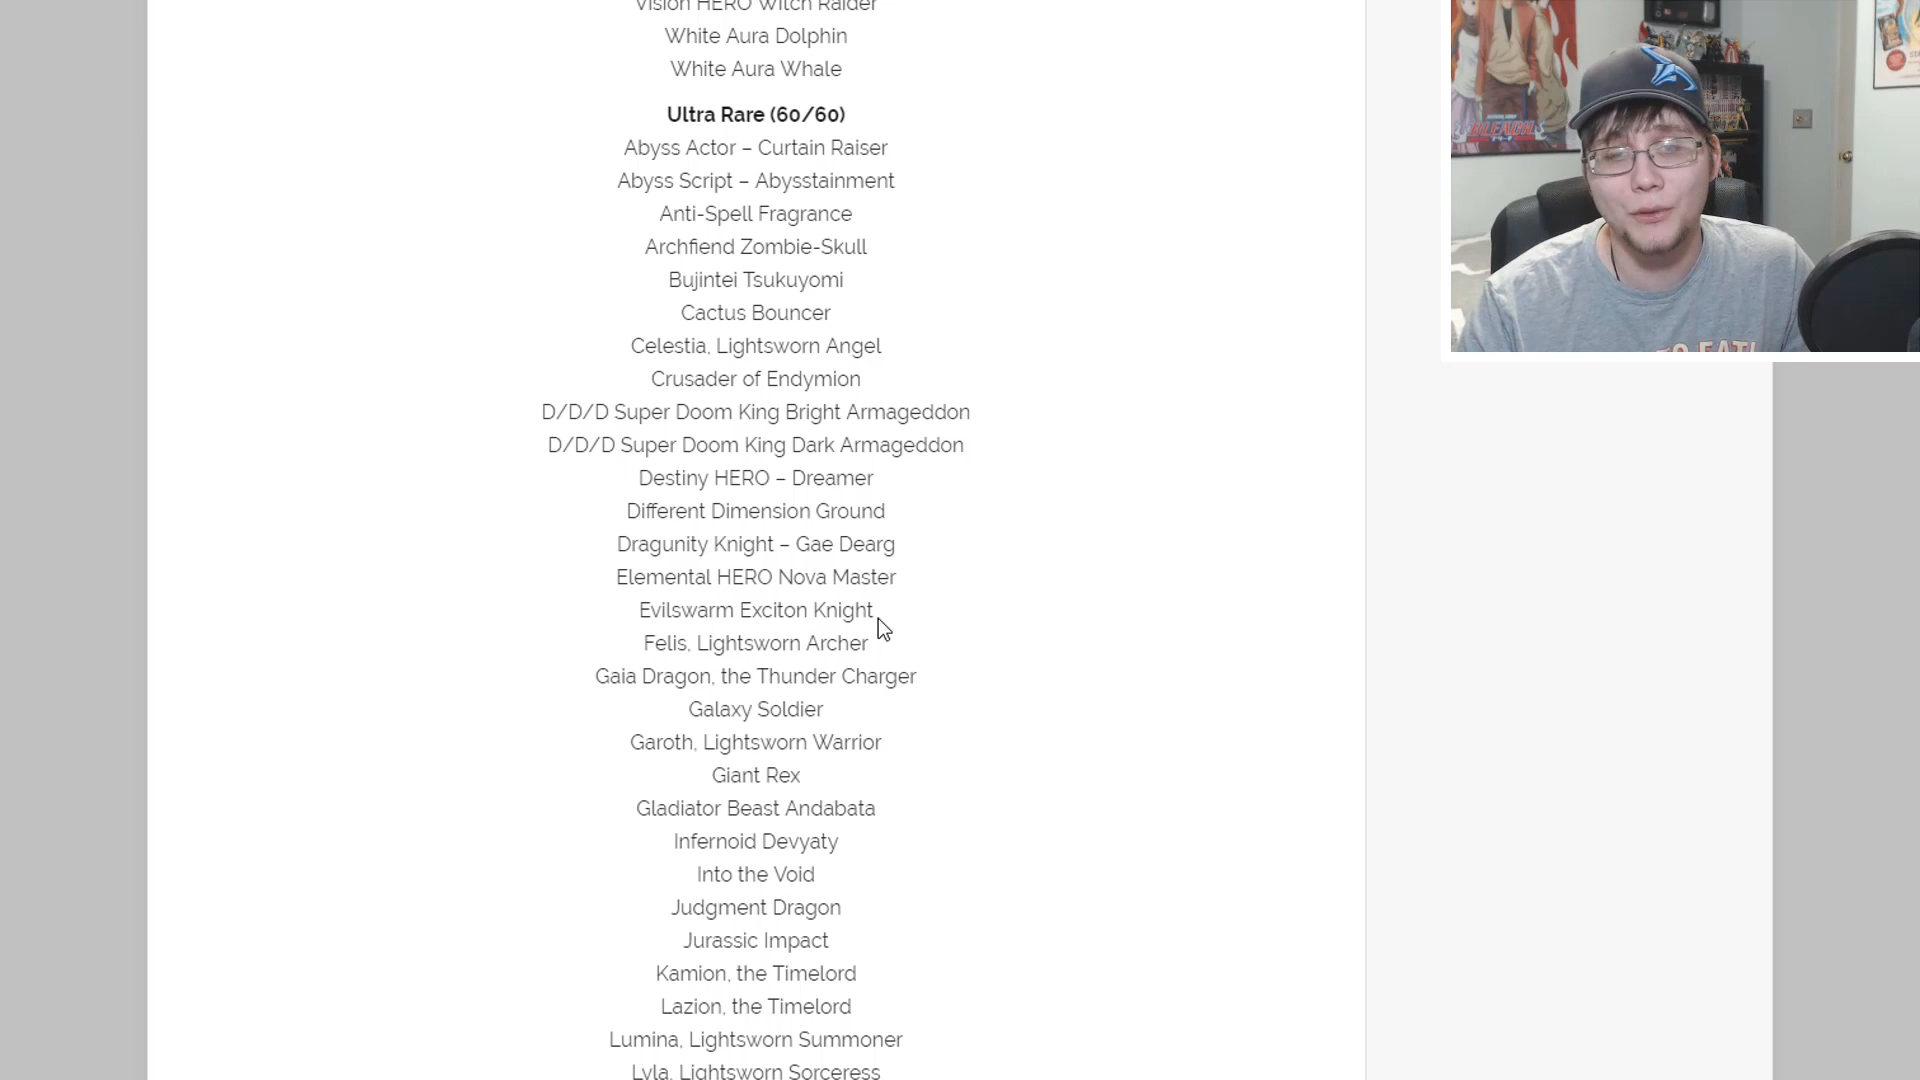 Vision HERO Witch Raider
White Aura Dolphin
White Aura Whale
Ultra Rare (60/60)
Abyss Actor – Curtain Raiser
Abyss Script – Abysstainment
Anti-Spell Fragrance
Archfiend Zombie-Skull
Bujintei Tsukuyomi
Cactus Bouncer
Celestia, Lightsworn Angel
Crusader of Endymion
D/D/D Super Doom King Bright Armageddon
D/D/D Super Doom King Dark Armageddon
Destiny HERO – Dreamer
Different Dimension Ground
Dragunity Knight – Gae Dearg
Elemental HERO Nova Master
Evilswarm Exciton Knight
Felis, Lightsworn Archer
Gaia Dragon, the Thunder Charger
Galaxy Soldier
Garoth, Lightsworn Warrior
Giant Rex
Gladiator Beast Andabata
Infernoid Devyaty
Into the Void
Judgment Dragon
Jurassic Impact
Kamion, the Timelord
Lazion, the Timelord
Lumina, Lightsworn Summoner
Lyla, Lightsworn Sorceress
BLEACH